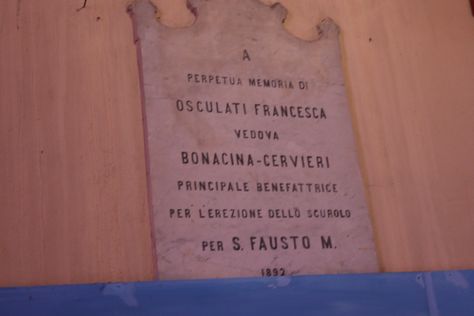 A
PERPETUA MEMORIA DI
OSCULATI FRANCESCA
VEDOVA
BONACINA-CERVIERI
PRINCIPALE BENEFATTRICE
PER L'EREZIONE DELLO SCUROLO
PER S. FAUSTO M.
1892